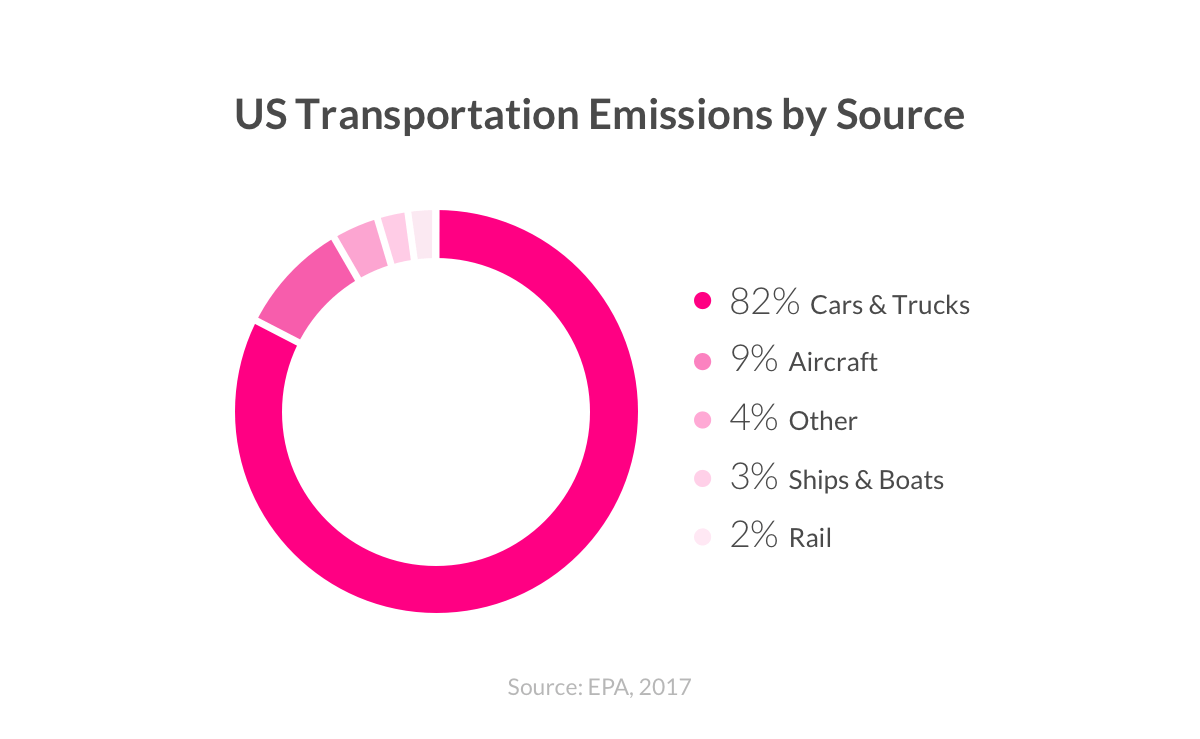 US Transportation Emissions by Source
82% Cars & Trucks
9% Aircraft
4% Other
3% Ships & Boats
2% Rail
Source: EPA, 2017